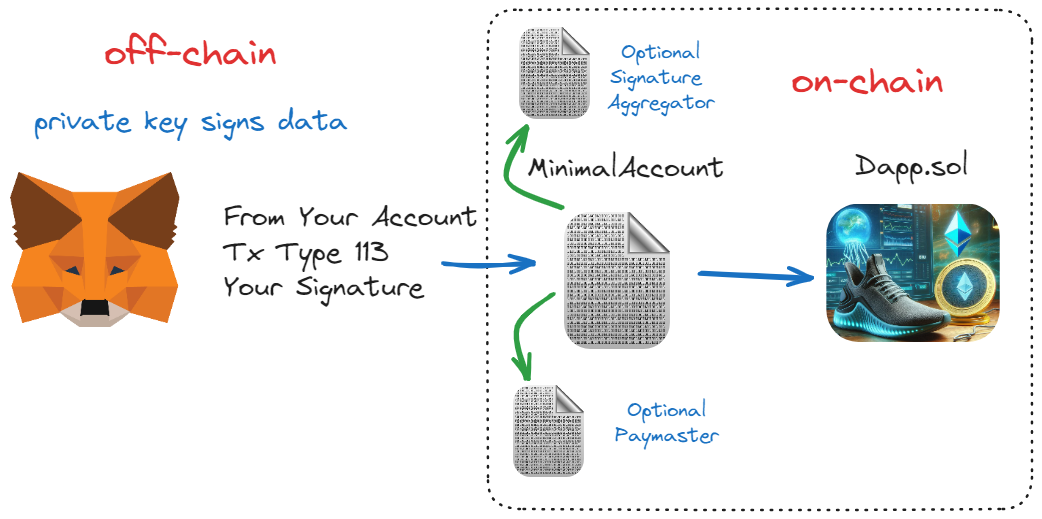 off-chain
private key signs data
From Your Account
Tx Type 113
Your Signature
Optional
Signature
Aggregator
on-chain
MinimalAccount
Dapp.sol
Optional
Paymaster